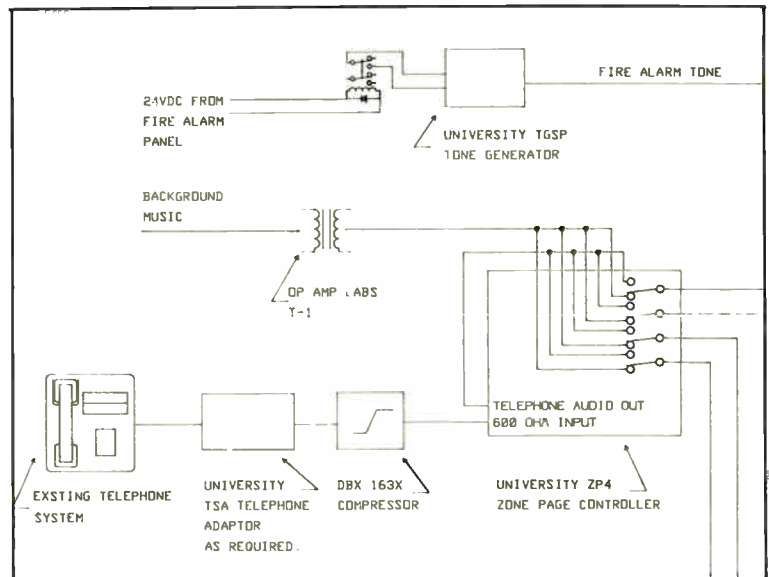 FIRE ALARM TONE
24VDC FROM
FIRE ALARM
PANEL
UNIVERSITY TGSP
TONE GENERATOR
BACKGROUND
MUSIC
OP AMP LABS
T-1
TELEPHONE AUDIO OUT
600 OHM INPUT
EXSTING TELEPHONE
SYSTEM
UNIVERSITY
TSA TELEPHONE
ADAPTOR
AS REQUIRED.
DBX 163X
COMPRESSOR
UNIVERSITY ZP4
ZONE PAGE CONTROLLER